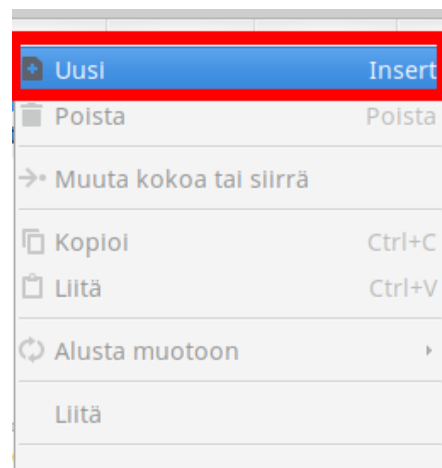 Uusi Insert
Poista Poista
Muuta kokoa tai siirrä
Kopioi Ctrl+C
Liitä Ctrl+V
Alusta muotoon
Liitä